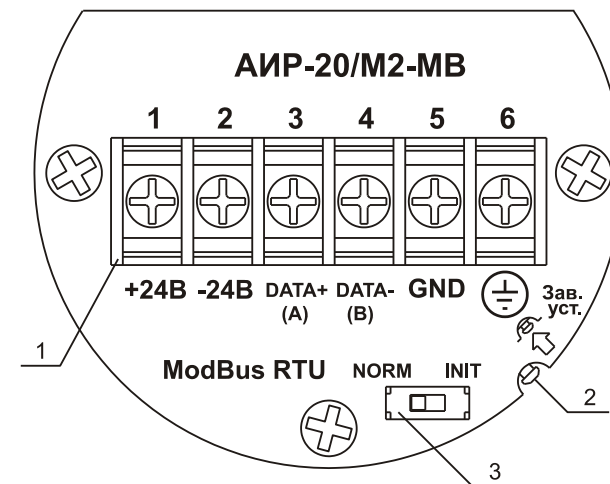 АИР-20/М2-МВ
1 2 3 4 5 6
+24В -24В DATA+ DATA- GND Зав.
(A) (B) уст.
1
ModBus RTU NORM INIT
2
3